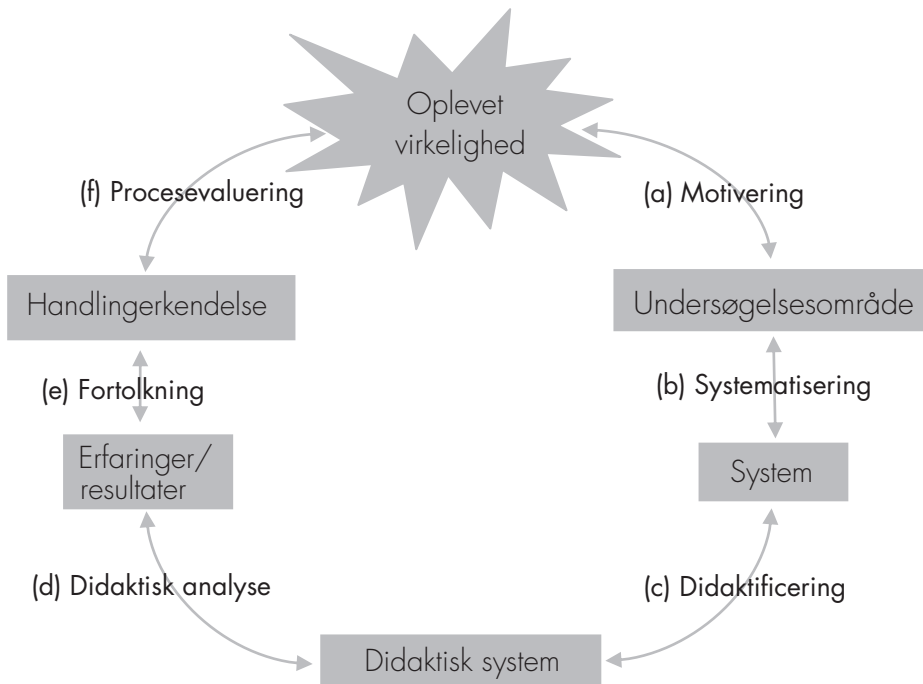 Oplevet
virkelighed
(f) Procesevaluering
(a) Motivering
Handlingerkendelse
Undersøgelsesområde
(e) Fortolkning
(b) Systematisering
Erfaringer/
resultater
System
(d) Didaktisk analyse
(c) Didaktificering
Didaktisk system